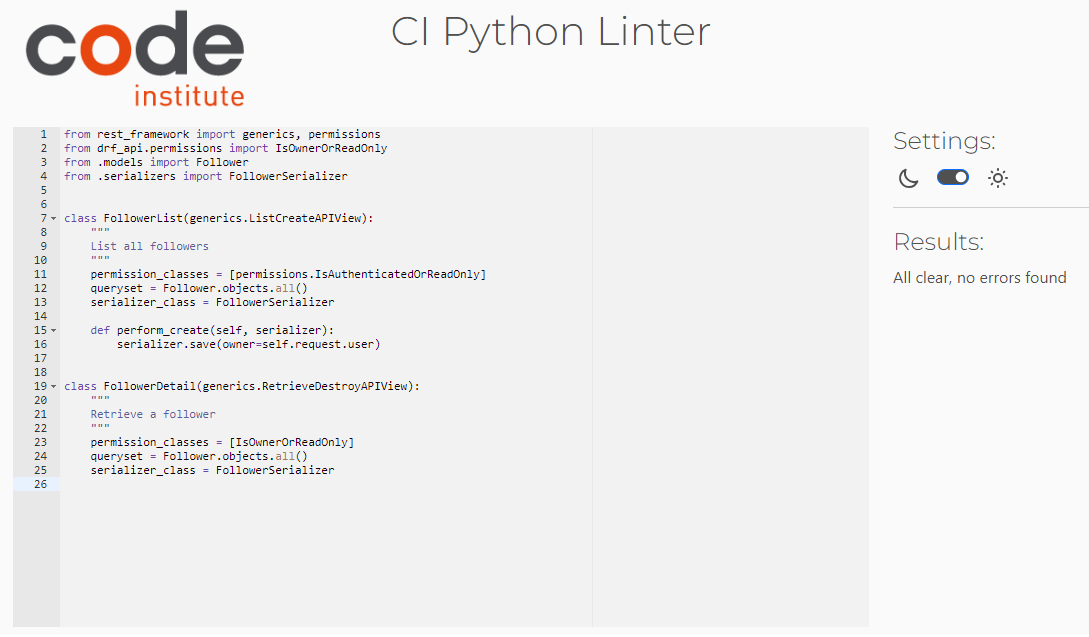 code
institute
CI Python Linter
1 from rest_framework import generics, permissions
2 from drf_api.permissions import IsOwnerOrReadOnly
3 from .models import Follower
4 from .serializers import FollowerSerializer
5
6
7 class FollowerList(generics.ListCreateAPIView):
8     """
9     List all followers
10     """
11     permission_classes = [permissions.IsAuthenticatedOrReadOnly]
12     queryset = Follower.objects.all()
13     serializer_class = FollowerSerializer
14
15     def perform_create(self, serializer):
16         serializer.save(owner=self.request.user)
17
18
19 class FollowerDetail(generics.RetrieveDestroyAPIView):
20     """
21     Retrieve a follower
22     """
23     permission_classes = [IsOwnerOrReadOnly]
24     queryset = Follower.objects.all()
25     serializer_class = FollowerSerializer
26
Settings:
Results:
All clear, no errors found